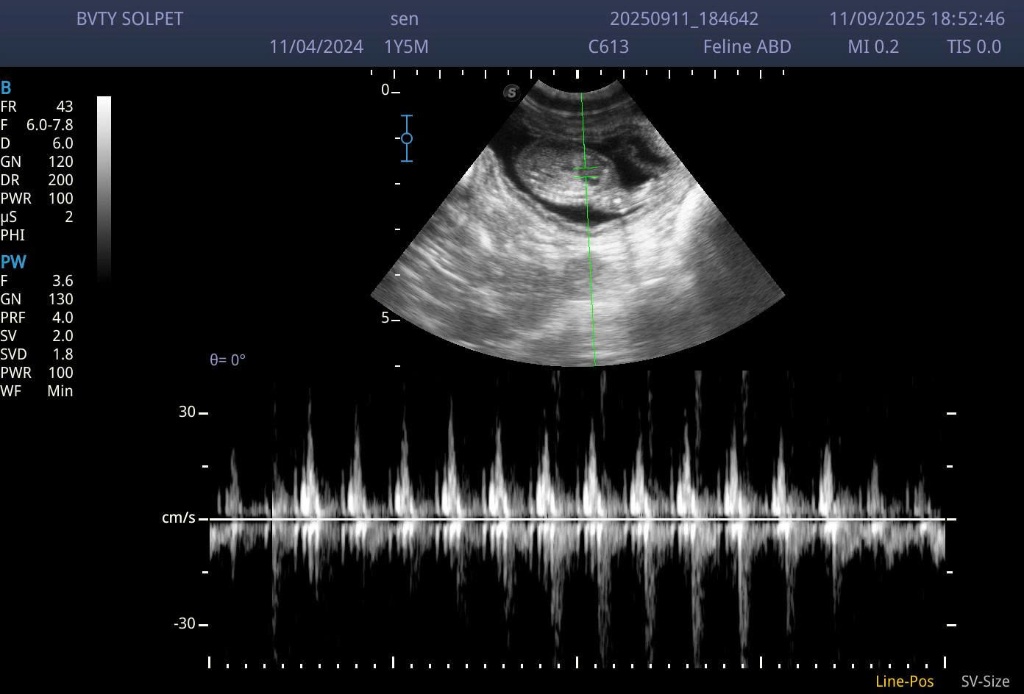 BVTY SOLPET sen 20250911_184642 11/09/2025 18:52:46
11/04/2024 1Y5M C613 Feline ABD MI 0.2 TIS 0.0
B
FR 43
F 6.0-7.8
D 6.0
GN 120
DR 200
PWR 100
µS 2
PHI
PW
F 3.6
GN 130
PRF 4.0
SV 2.0
SVD 1.8
PWR 100
WF Min
0
S
5
θ= 0°
30
cm/s
-30
Line-Pos SV-Size